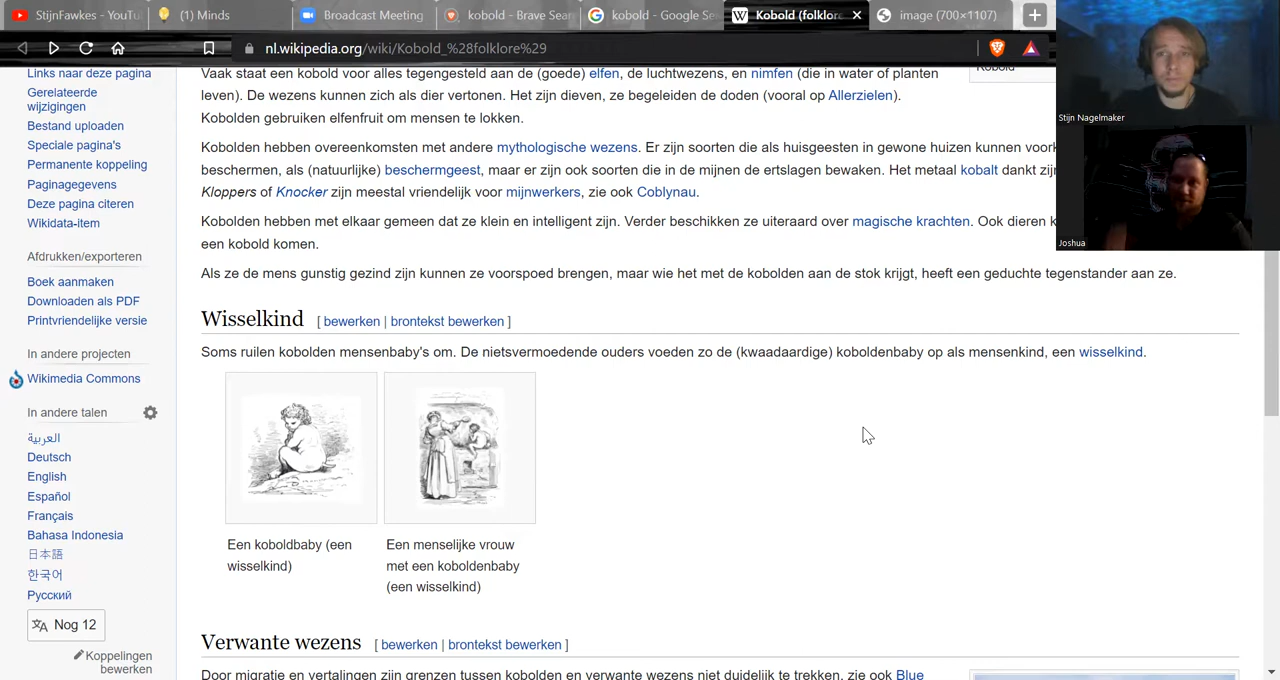 StijnFawkes - YouTu
(1) Minds
Broadcast Meeting
kobold - Brave Sear
kobold - Google Se
Kobold (folklor
image (700×1107)
nl.wikipedia.org/wiki/Kobold_%28folklore%29
Stijn Nagelmaker
Joshua
Links naar deze pagina
Gerelateerde
wijzigingen
Bestand uploaden
Speciale pagina's
Permanente koppeling
Paginagegevens
Deze pagina citeren
Wikidata-item
Afdrukken/exporteren
Boek aanmaken
Downloaden als PDF
Printvriendelijke versie
In andere projecten
Wikimedia Commons
In andere talen
العربية
Deutsch
English
Español
Français
Bahasa Indonesia
日本語
한국어
Русский
Nog 12
Koppelingen
bewerken
Kobold
Vaak staat een kobold voor alles tegengesteld aan de (goede) elfen, de luchtwezens, en nimfen (die in water of planten
leven). De wezens kunnen zich als dier vertonen. Het zijn dieven, ze begeleiden de doden (vooral op Allerzielen).
Kobolden gebruiken elfenfruit om mensen te lokken.
Kobolden hebben overeenkomsten met andere mythologische wezens. Er zijn soorten die als huisgeesten in gewone huizen kunnen voork
beschermen, als (natuurlijke) beschermgeest, maar er zijn ook soorten die in de mijnen de ertslagen bewaken. Het metaal kobalt dankt zijn
Kloppers of Knocker zijn meestal vriendelijk voor mijnwerkers, zie ook Coblynau.
Kobolden hebben met elkaar gemeen dat ze klein en intelligent zijn. Verder beschikken ze uiteraard over magische krachten. Ook dieren k
een kobold komen.
Als ze de mens gunstig gezind zijn kunnen ze voorspoed brengen, maar wie het met de kobolden aan de stok krijgt, heeft een geduchte tegenstander aan ze.
Wisselkind [ bewerken | brontekst bewerken ]
Soms ruilen kobolden mensenbaby's om. De nietsvermoedende ouders voeden zo de (kwaadaardige) koboldenbaby op als mensenkind, een wisselkind.
Een koboldbaby (een
wisselkind)
Een menselijke vrouw
met een koboldenbaby
(een wisselkind)
Verwante wezens [ bewerken | brontekst bewerken ]
Door migratie en vertalingen zijn grenzen tussen kobolden en verwante wezens niet duidelijk te trekken, zie ook Blue